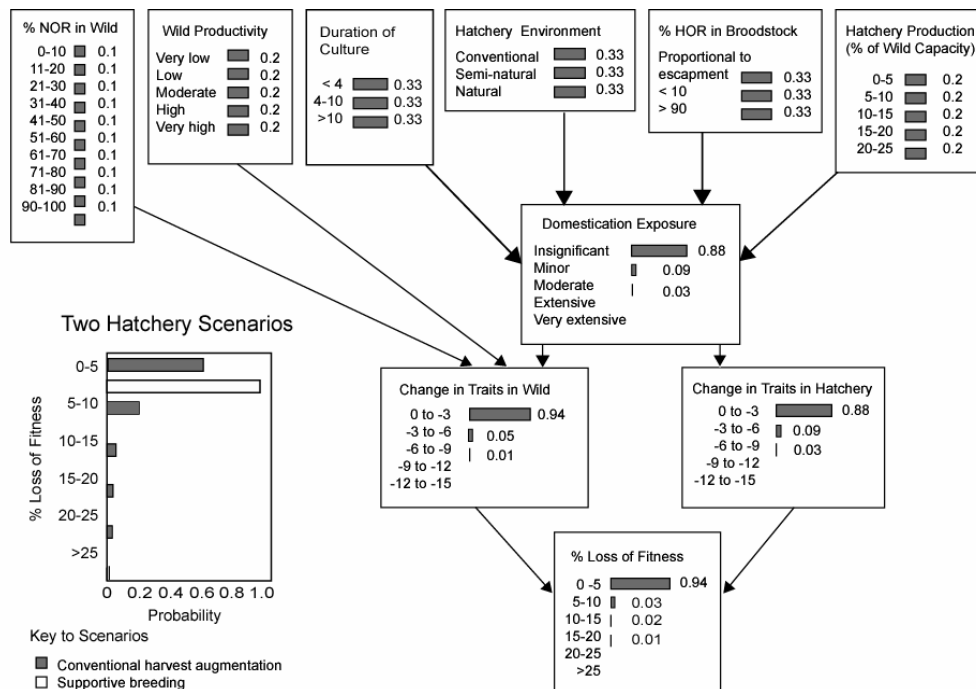 % NOR in Wild
0-10 0.1
11-20 0.1
21-30 0.1
31-40 0.1
41-50 0.1
51-60 0.1
61-70 0.1
71-80 0.1
81-90 0.1
90-100 0.1
Wild Productivity
Very low 0.2
Low 0.2
Moderate 0.2
High 0.2
Very high 0.2
Duration of
Culture
< 4 0.33
4-10 0.33
>10 0.33
Hatchery Environment
Conventional 0.33
Semi-natural 0.33
Natural 0.33
% HOR in Broodstock
Proportional to
escapment 0.33
< 10 0.33
> 90 0.33
Hatchery Production
(% of Wild Capacity)
0-5 0.2
5-10 0.2
10-15 0.2
15-20 0.2
20-25 0.2
Domestication Exposure
Insignificant 0.88
Minor 0.09
Moderate 0.03
Extensive
Very extensive
Change in Traits in Wild
0 to -3 0.94
-3 to -6 0.05
-6 to -9 0.01
-9 to -12
-12 to -15
Change in Traits in Hatchery
0 to -3 0.88
-3 to -6 0.09
-6 to -9 0.03
-9 to -12
-12 to -15
% Loss of Fitness
0 -5 0.94
5-10 0.03
10-15 0.02
15-20 0.01
20-25
>25
Two Hatchery Scenarios
% Loss of Fitness
0-5
5-10
10-15
15-20
20-25
>25
0 0.2 0.4 0.6 0.8 1.0
Probability
Key to Scenarios
Conventional harvest augmentation
Supportive breeding